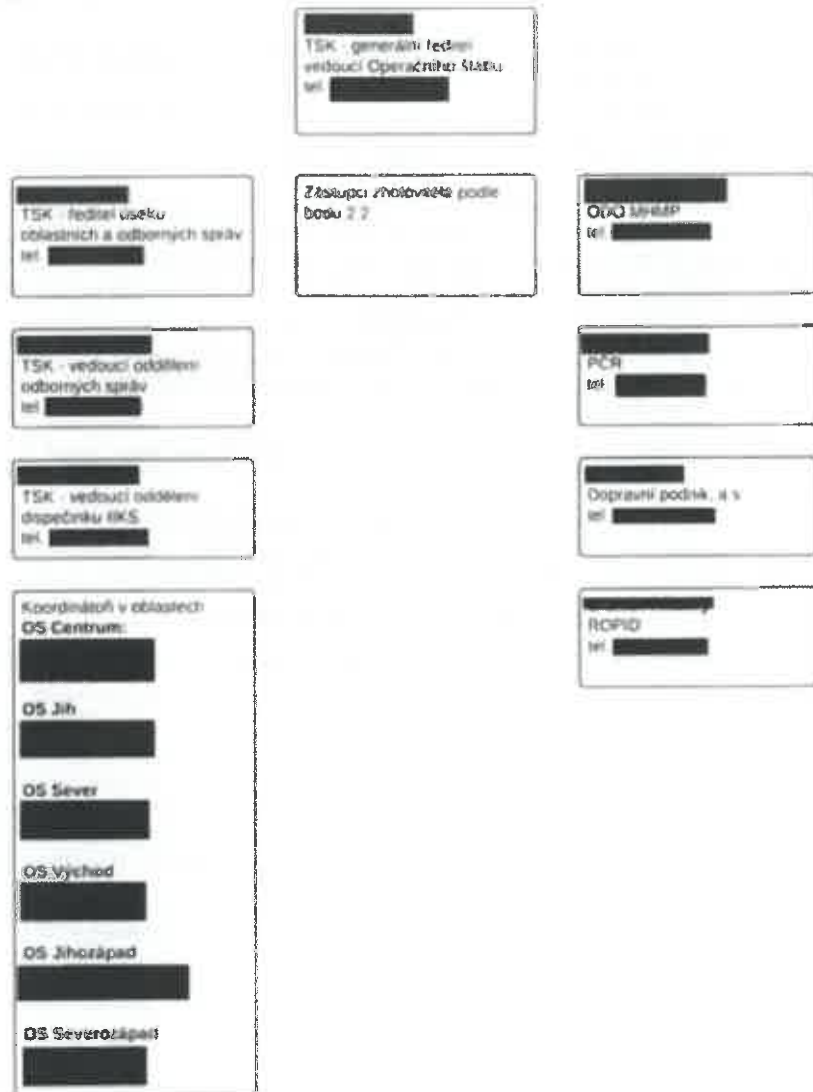 TSK - generální ředitel
vedoucí Operačního štábu
tel.
TSK - ředitel úseku
oblastních a odborných správ
tel.
Zástupci zhotovitele podle
bodu 2.2
MHMP
tel.
TSK - vedoucí oddělení
odborných správ
tel.
PČR
tel.
TSK - vedoucí oddělení
dispečinku
tel.
Dopravní podnik, a.s.
tel.
Koordinátoři v oblastech
OS Centrum:
ROPID
tel.
OS Jih
OS Sever
OS Východ
OS Jihozápad
OS Severozápad